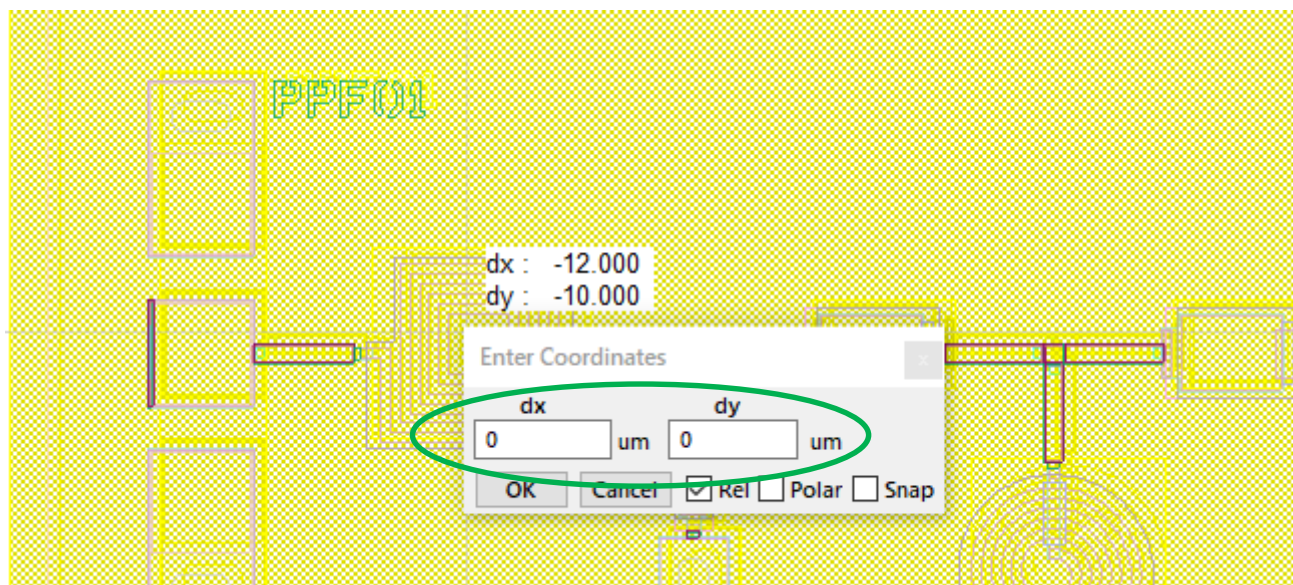 PPF01
dx : -12.000
dy : -10.000
Enter Coordinates
x
dx dy
0 um 0 um
OK Cancel Rel Polar Snap